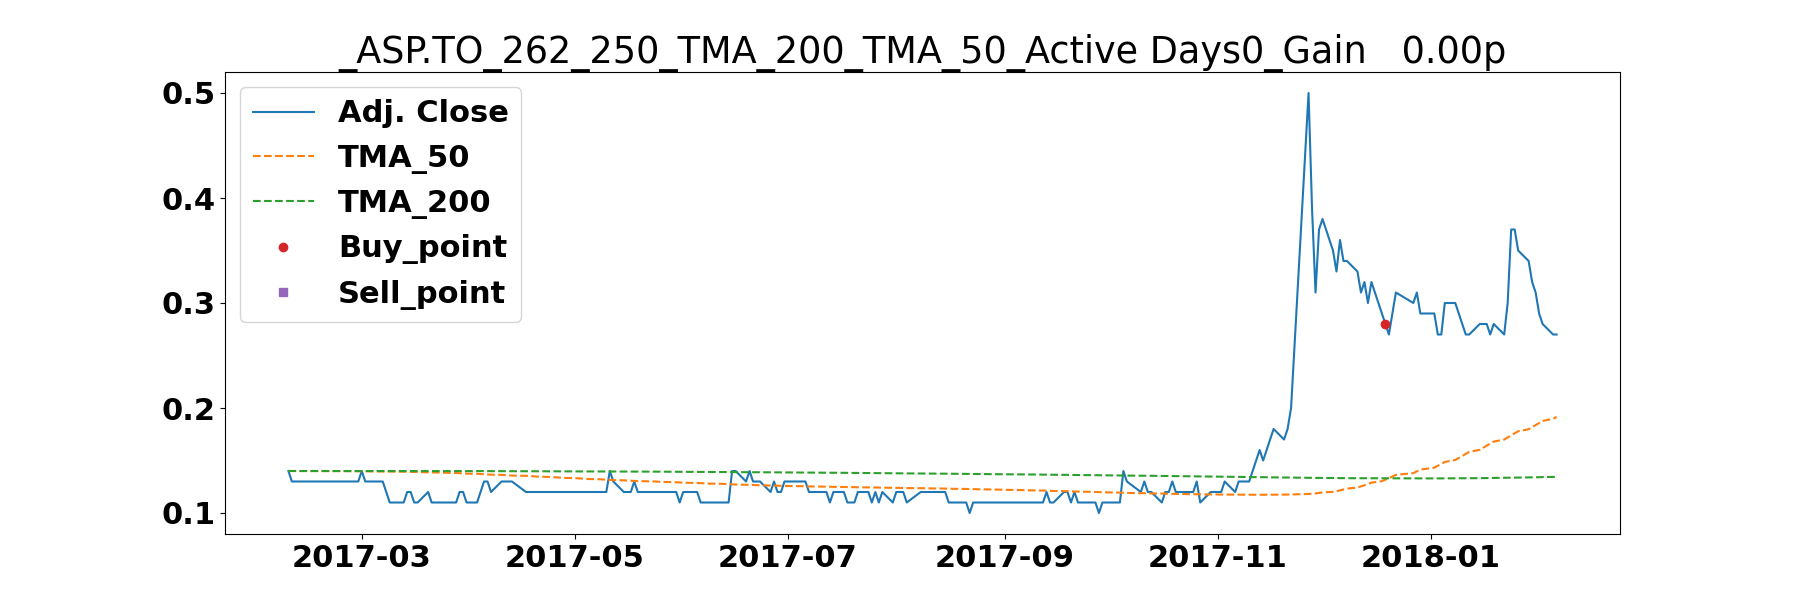 _ASP.TO_262_250_TMA_200_TMA_50_Active Days0_Gain   0.00p
0.5
0.4
0.3
0.2
0.1
Adj. Close
TMA_50
TMA_200
Buy_point
Sell_point
2017-03 2017-05 2017-07 2017-09 2017-11 2018-01